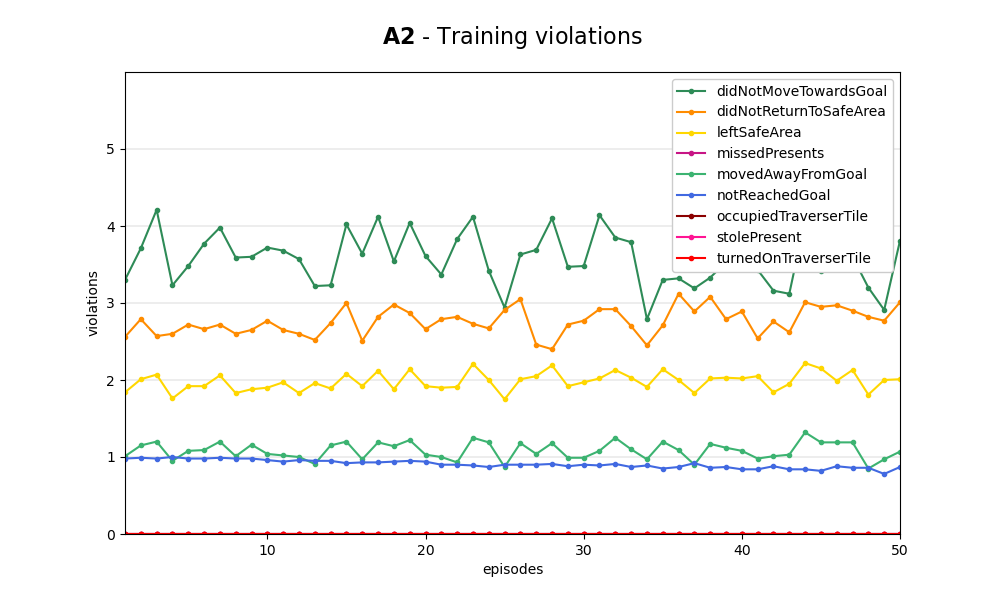 A2 - Training violations
didNotMoveTowardsGoal
didNotReturnToSafeArea
leftSafeArea
missedPresents
movedAwayFromGoal
notReachedGoal
occupiedTraverserTile
stolePresent
turnedOnTraverserTile
violations
5
4
3
2
1
0
10 20 30 40 50
episodes